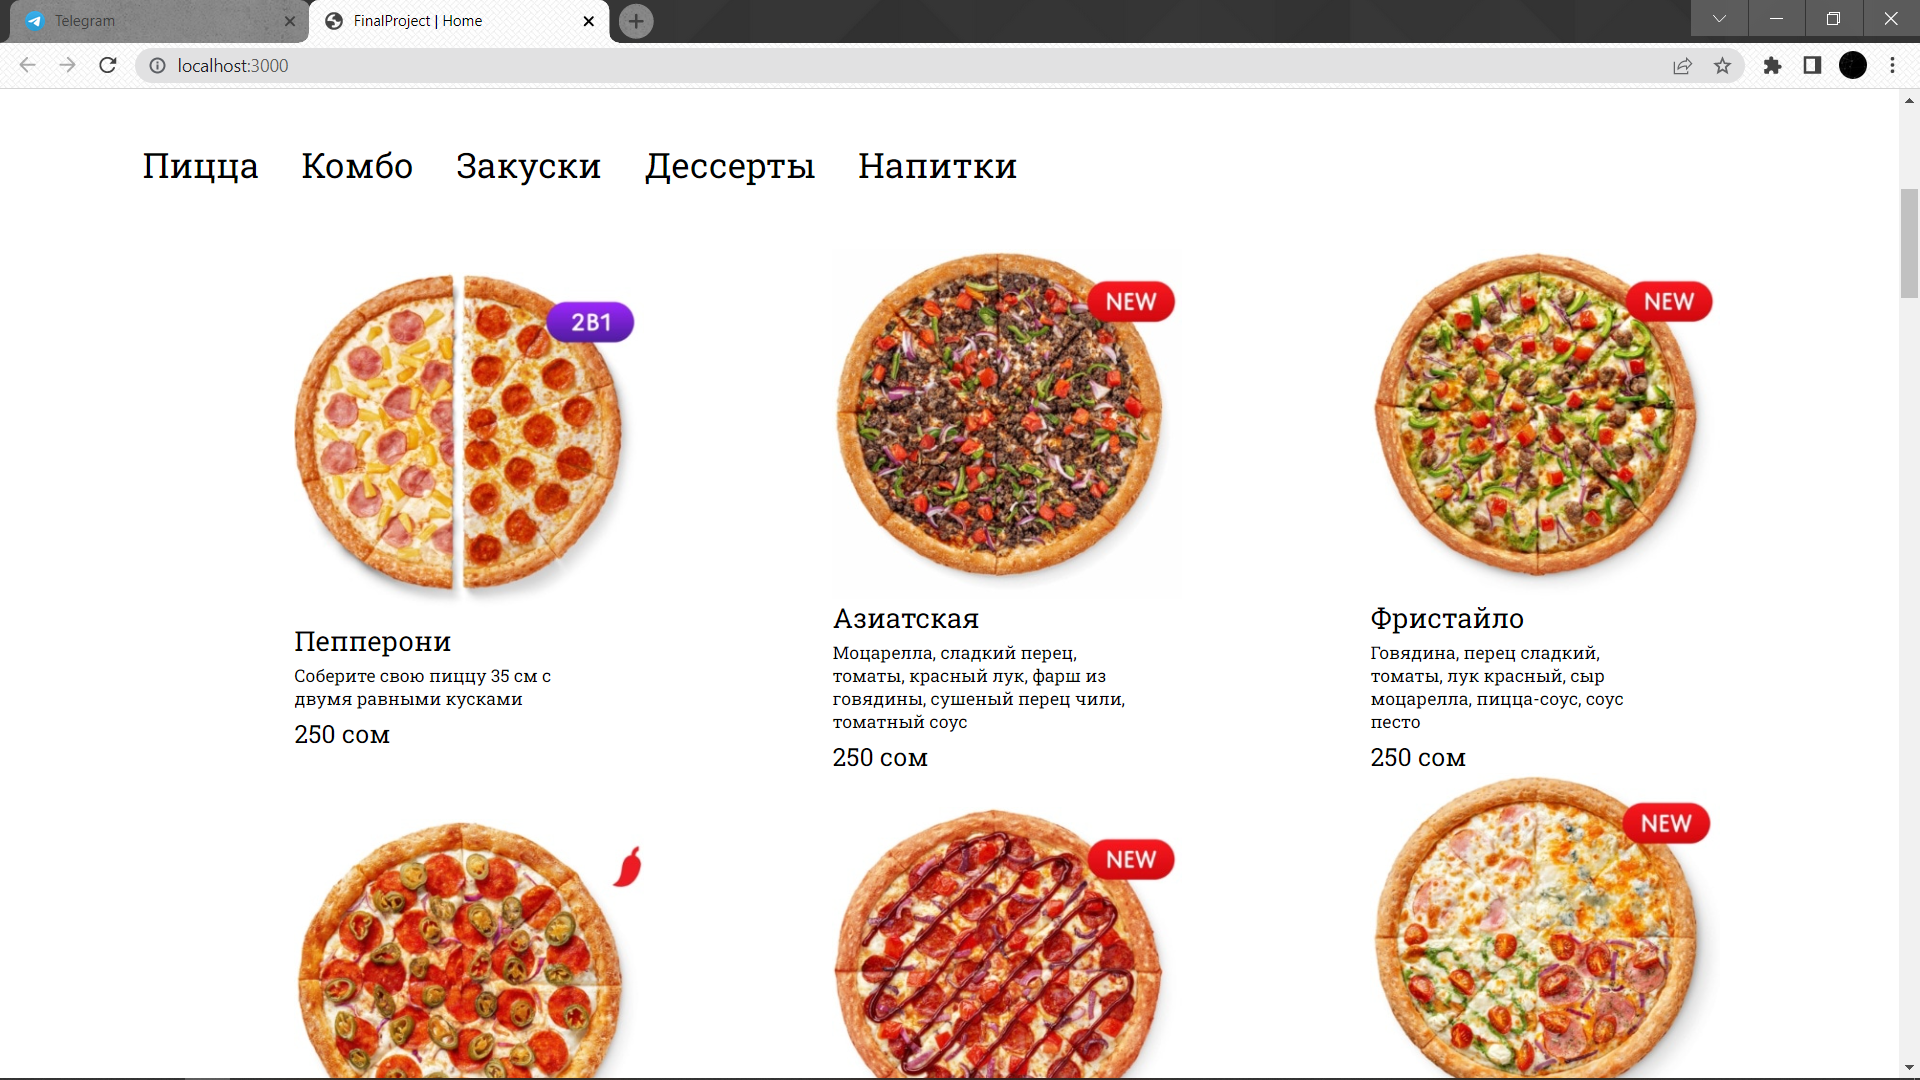 Telegram
FinalProject | Home
localhost:3000
Пицца Комбо Закуски Дессерты Напитки
2В1
NEW
NEW
Пепперони
Соберите свою пиццу 35 см с
двумя равными кусками
250 сом
Азиатская
Моцарелла, сладкий перец,
томаты, красный лук, фарш из
говядины, сушеный перец чили,
томатный соус
250 сом
Фристайло
Говядина, перец сладкий,
томаты, лук красный, сыр
моцарелла, пицца-соус, соус
песто
250 сом
NEW
NEW